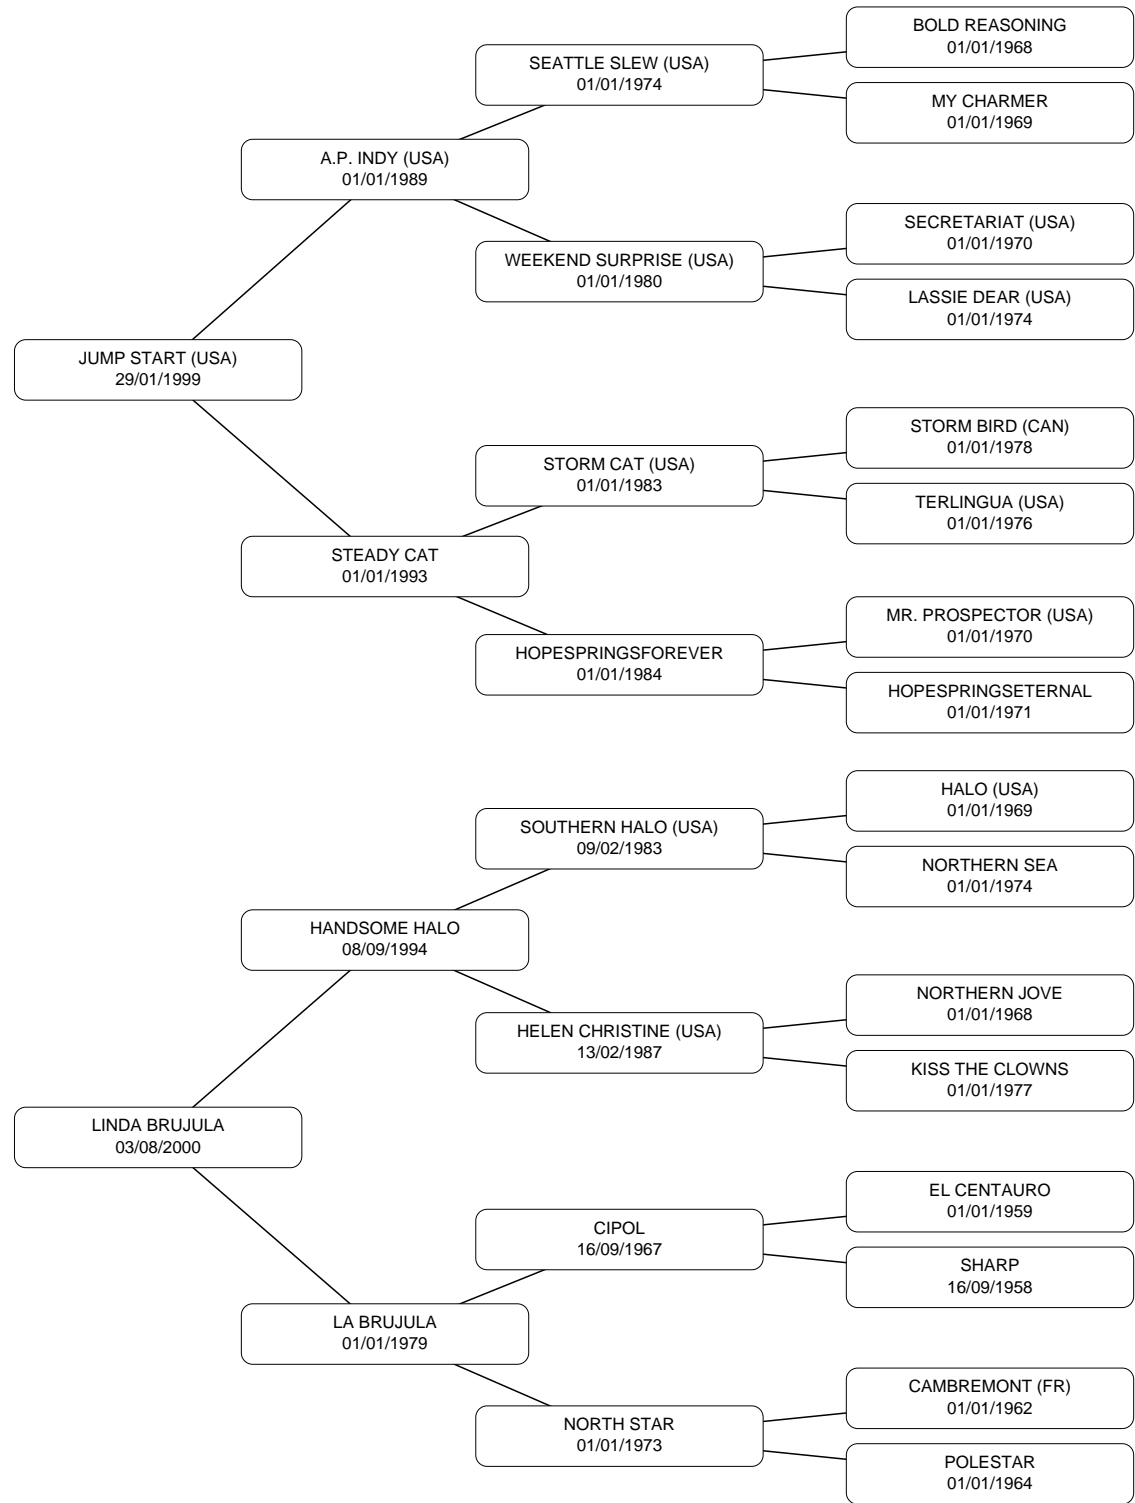 BOLD REASONING
01/01/1968
SEATTLE SLEW (USA)
01/01/1974
MY CHARMER
01/01/1969
A.P. INDY (USA)
01/01/1989
SECRETARIAT (USA)
01/01/1970
WEEKEND SURPRISE (USA)
01/01/1980
LASSIE DEAR (USA)
01/01/1974
JUMP START (USA)
29/01/1999
STORM BIRD (CAN)
01/01/1978
STORM CAT (USA)
01/01/1983
TERLINGUA (USA)
01/01/1976
STEADY CAT
01/01/1993
MR. PROSPECTOR (USA)
01/01/1970
HOPESPRINGSFOREVER
01/01/1984
HOPESPRINGSETERNAL
01/01/1971
HALO (USA)
01/01/1969
SOUTHERN HALO (USA)
09/02/1983
NORTHERN SEA
01/01/1974
HANDSOME HALO
08/09/1994
NORTHERN JOVE
01/01/1968
HELEN CHRISTINE (USA)
13/02/1987
KISS THE CLOWNS
01/01/1977
LINDA BRUJULA
03/08/2000
EL CENTAURO
01/01/1959
CIPOL
16/09/1967
SHARP
16/09/1958
LA BRUJULA
01/01/1979
CAMBREMONT (FR)
01/01/1962
NORTH STAR
01/01/1973
POLESTAR
01/01/1964